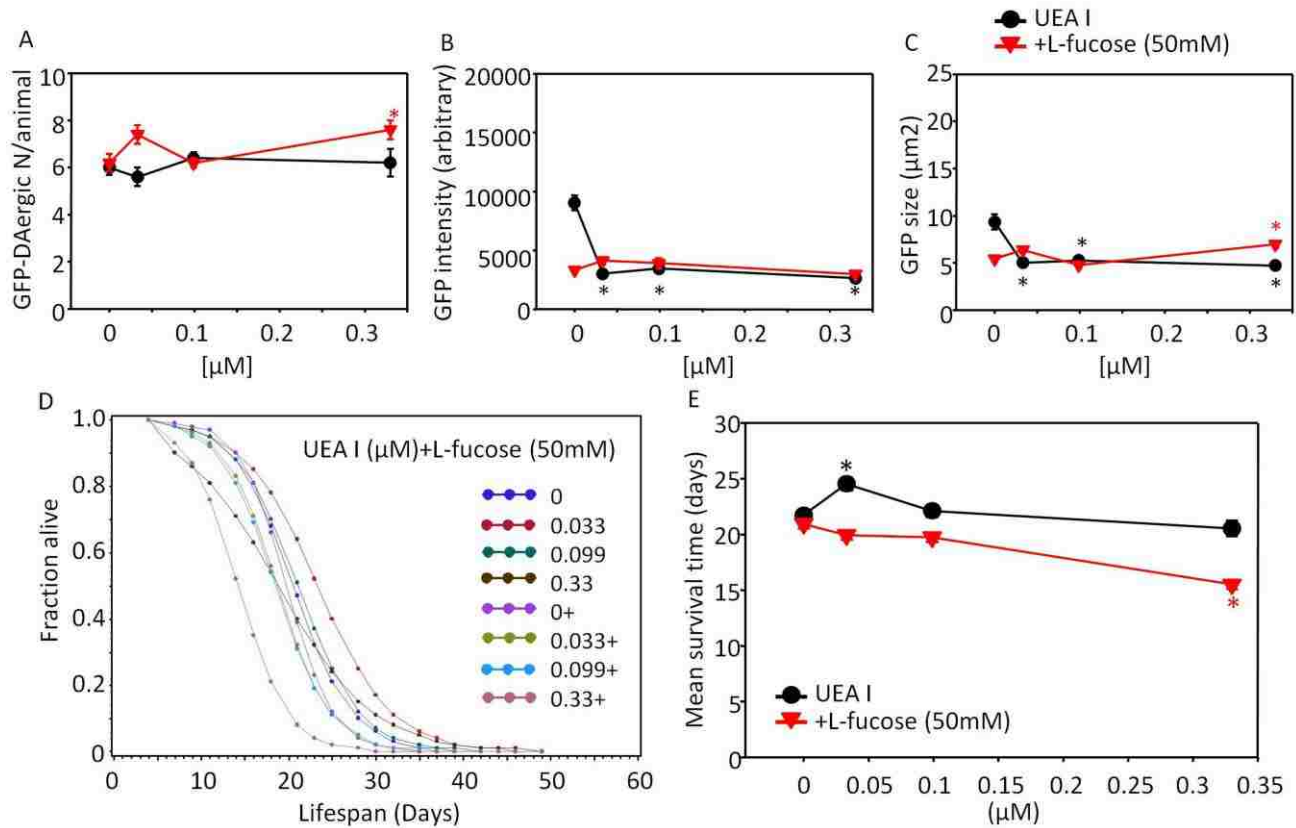 UEA I
+L-fucose (50mM)
A
GFP-DAergic N/animal
10
8
6
4
2
0
0 0.1 0.2 0.3
[µM]
B
GFP intensity (arbitrary)
20000
15000
10000
5000
0
* * *
0 0.1 0.2 0.3
[µM]
*
C
GFP size (µm2)
25
20
15
10
5
0
* * * *
0 0.1 0.2 0.3
[µM]
D
Fraction alive
1.0
0.8
0.6
0.4
0.2
0
UEA I (µM)+L-fucose (50mM)
0
0.033
0.099
0.33
0+
0.033+
0.099+
0.33+
0 10 20 30 40 50 60
Lifespan (Days)
E
Mean survival time (days)
30
25
20
15
10
5
0
*
*
UEA I
+L-fucose (50mM)
0 0.05 0.1 0.15 0.2 0.25 0.3 0.35
(µM)